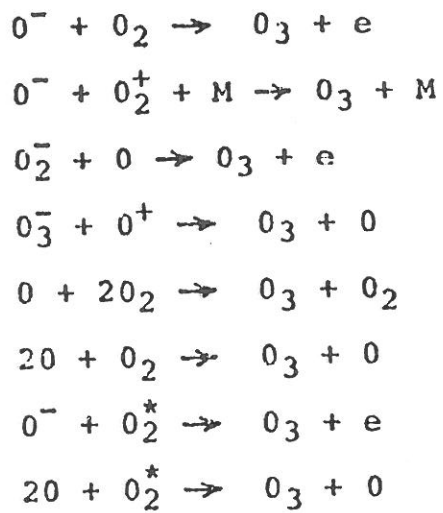 O⁻ + O₂ → O₃ + e
O⁻ + O₂⁺ + M → O₃ + M
O₂⁻ + O → O₃ + e
O₃⁻ + O⁺ → O₃ + O
O + 2O₂ → O₃ + O₂
2O + O₂ → O₃ + O
O⁻ + O₂* → O₃ + e
2O + O₂* → O₃ + O